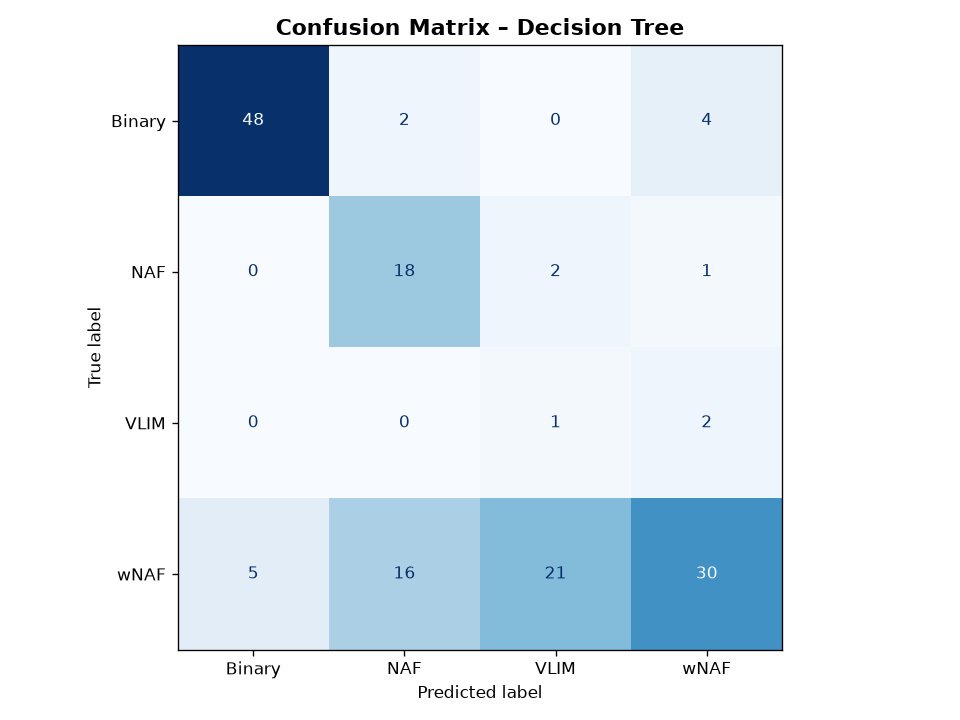 Confusion Matrix – Decision Tree
True label
Binary 48 2 0 4
NAF 0 18 2 1
VLIM 0 0 1 2
wNAF 5 16 21 30
Binary NAF VLIM wNAF
Predicted label